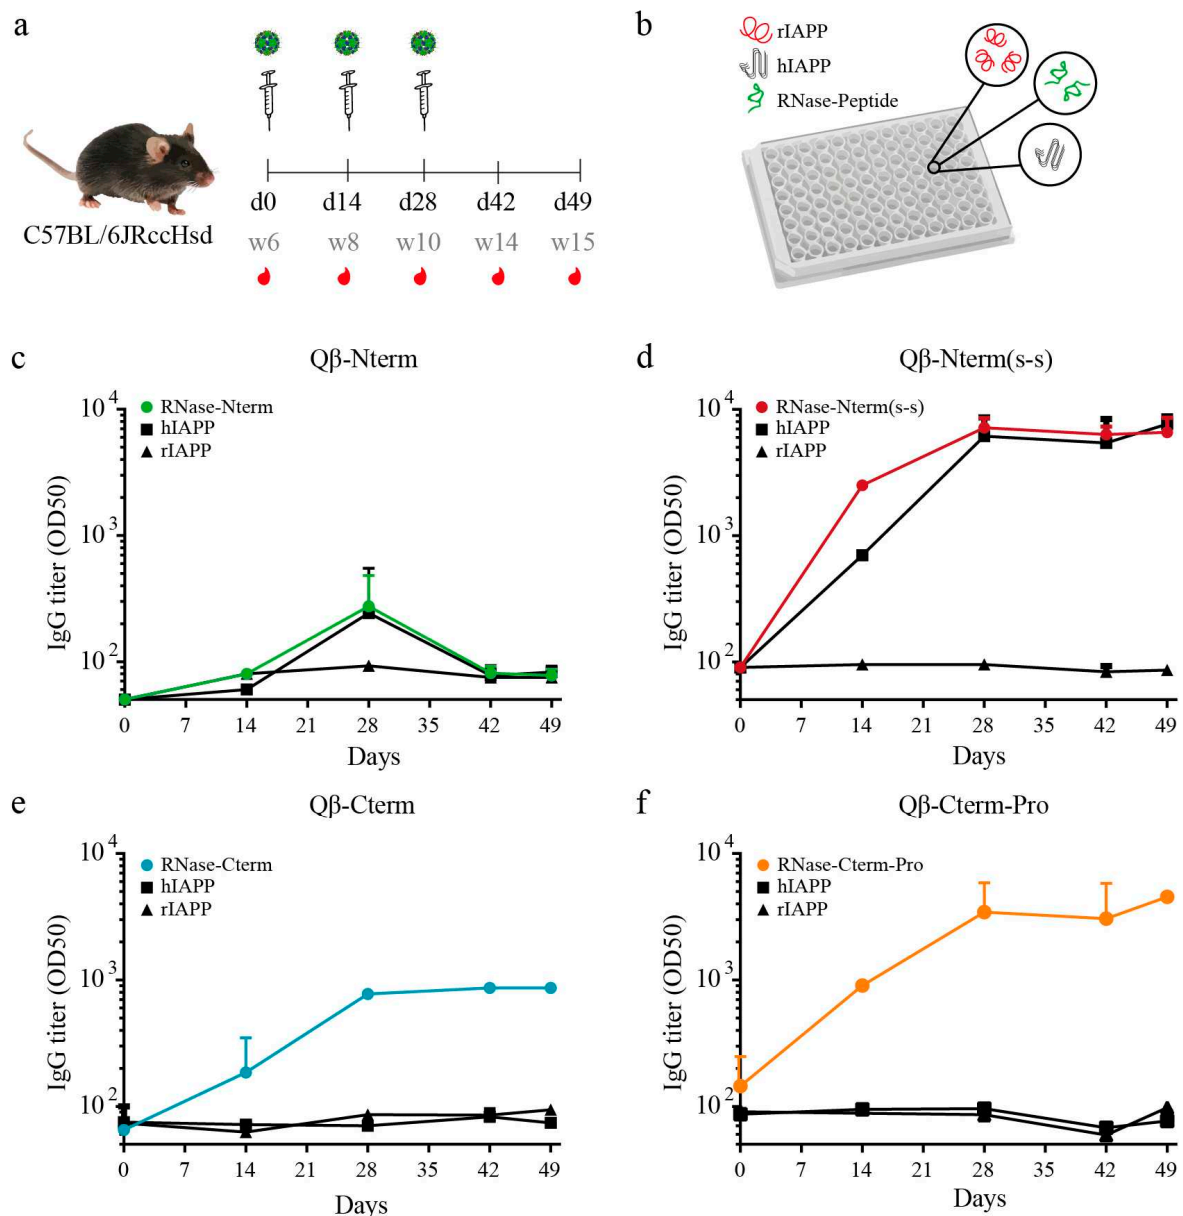 a
C57BL/6JRccHsd
d0 d14 d28 d42 d49
w6 w8 w10 w14 w15
b
rIAPP
hIAPP
RNase-Peptide
c
Qβ-Nterm
RNase-Nterm
hIAPP
rIAPP
IgG titer (OD50)
10^4
10^3
10^2
0 7 14 21 28 35 42 49
Days
d
Qβ-Nterm(s-s)
RNase-Nterm(s-s)
hIAPP
rIAPP
IgG titer (OD50)
10^4
10^3
10^2
0 7 14 21 28 35 42 49
Days
e
Qβ-Cterm
RNase-Cterm
hIAPP
rIAPP
IgG titer (OD50)
10^4
10^3
10^2
0 7 14 21 28 35 42 49
Days
f
Qβ-Cterm-Pro
RNase-Cterm-Pro
hIAPP
rIAPP
IgG titer (OD50)
10^4
10^3
10^2
0 7 14 21 28 35 42 49
Days